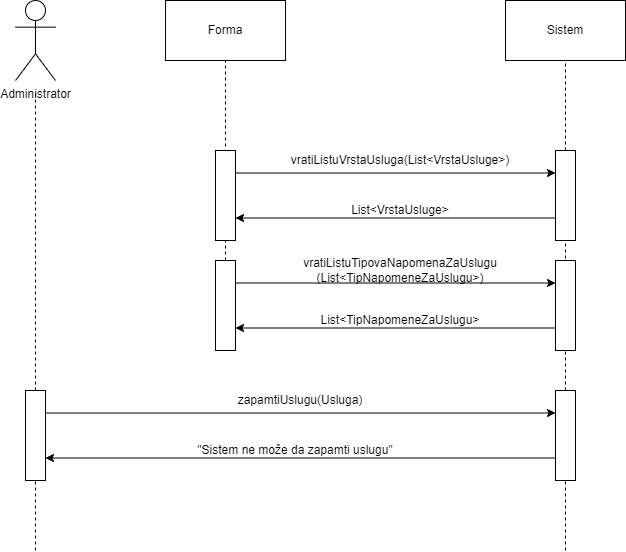 Forma
Sistem
Administrator
vratiListuVrstaUsluga(List<VrstaUsluge>)
List<VrstaUsluge>
vratiListuTipovaNapomenaZaUslugu
(List<TipNapomeneZaUslugu>)
List<TipNapomeneZaUslugu>
zapamtiUslugu(Usluga)
"Sistem ne može da zapamti uslugu"